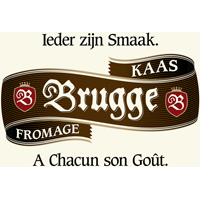 Ieder zijn Smaak.
KAAS
B Brugge B
FROMAGE
A Chacun son Goût.